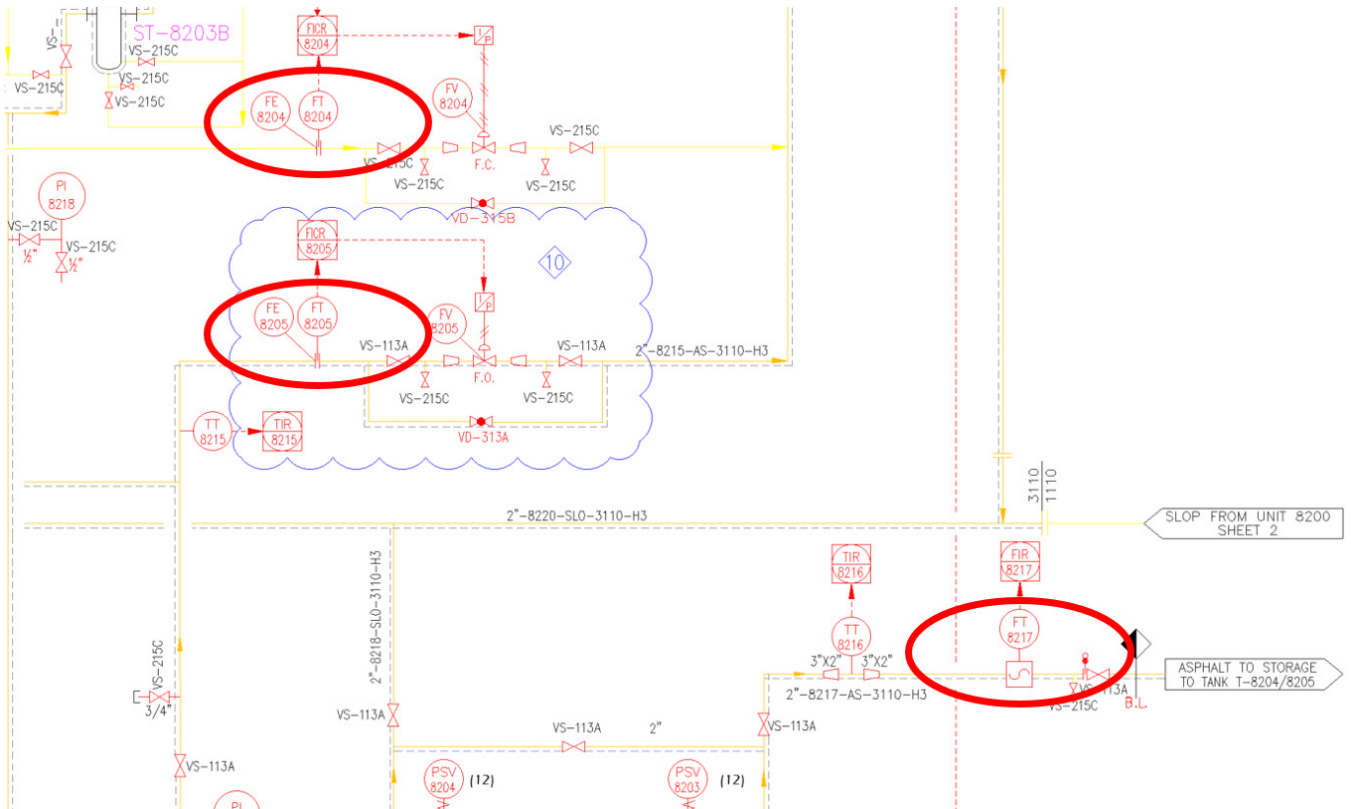 ST-8203B
VS-
VS-215C
VS-215C
VS-215C
VS-215C
FICR
8204
I/P
FE
8204
FT
8204
FV
8204
VS-215C
VS-215C
F.C.
VS-215C
VS-215C
VD-315B
PI
8218
VS-215C
VS-215C
½"
½"
FICR
8205
10
I/P
FE
8205
FT
8205
FV
8205
VS-113A
VS-113A
2"-8215-AS-3110-H3
F.O.
VS-215C
VS-215C
VD-313A
TT
8215
TIR
8215
3110
1110
2"-8220-SLO-3110-H3
SLOP FROM UNIT 8200
SHEET 2
2"-8218-SLO-3110-H3
TIR
8216
FIR
8217
TT
8216
FT
8217
3"X2"
3"X2"
2"-8217-AS-3110-H3
VS-113A
VS-215C
B.L.
ASPHALT TO STORAGE
TO TANK T-8204/8205
VS-215C
3/4"
VS-113A
VS-113A
2"
VS-113A
VS-113A
PSV
8204
(12)
PSV
8203
(12)
PI